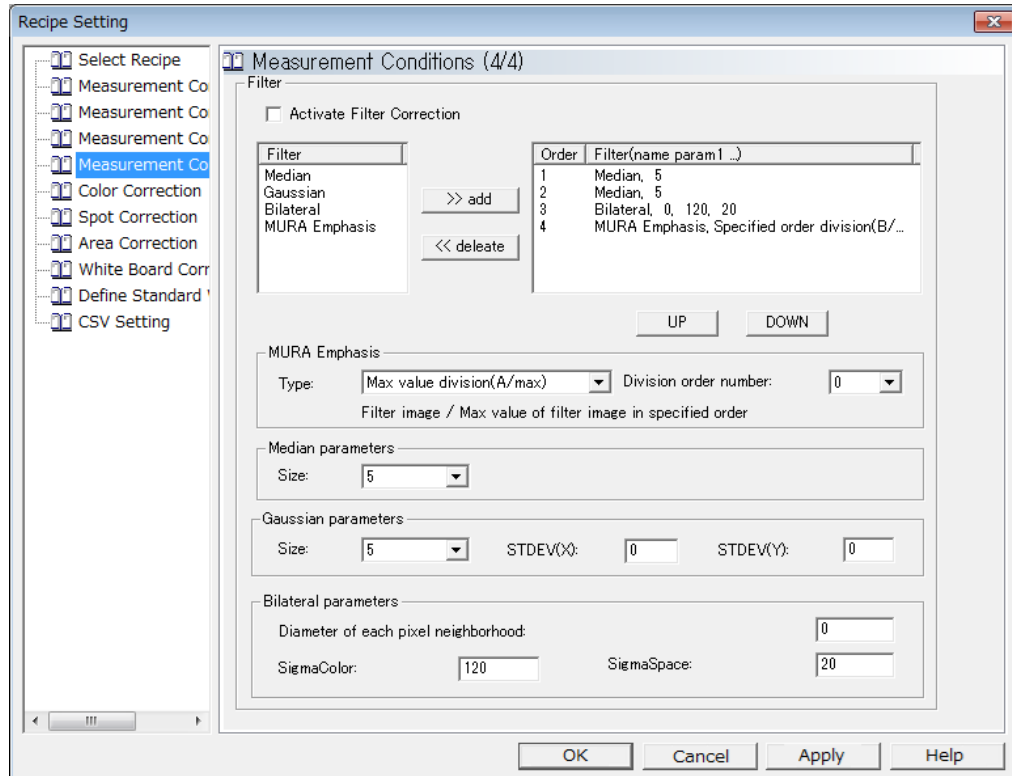 Recipe Setting
Select Recipe
Measurement Co
Measurement Co
Measurement Co
Measurement Co
Color Correction
Spot Correction
Area Correction
White Board Corr
Define Standard
CSV Setting
Measurement Conditions (4/4)
Filter
Activate Filter Correction
Filter
Median
Gaussian
Bilateral
MURA Emphasis
>> add
<< deleate
Order Filter(name param1 ...)
1 Median, 5
2 Median, 5
3 Bilateral, 0, 120, 20
4 MURA Emphasis, Specified order division(B/...
UP DOWN
MURA Emphasis
Type: Max value division(A/max) Division order number: 0
Filter image / Max value of filter image in specified order
Median parameters
Size: 5
Gaussian parameters
Size: 5 STDEV(X): 0 STDEV(Y): 0
Bilateral parameters
Diameter of each pixel neighborhood: 0
SigmaColor: 120 SigmaSpace: 20
OK Cancel Apply Help